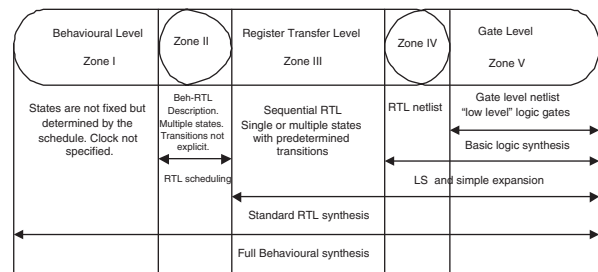 Behavioural Level
Zone I
Zone II
Register Transfer Level
Zone III
Zone IV
Gate Level
Zone V
States are not fixed but
determined by the
schedule. Clock not
specified.
Beh-RTL
Description.
Multiple states.
Transitions not
explicit.
RTL scheduling
Sequential RTL
Single or multiple states
with predetermined
transitions
RTL netlist
Gate level netlist
“low level” logic gates
Basic logic synthesis
LS and simple expansion
Standard RTL synthesis
Full Behavioural synthesis